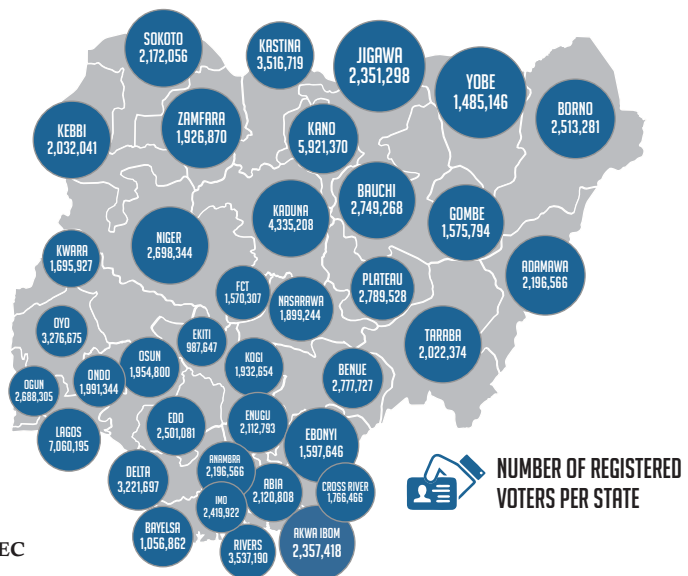 SOKOTO
2,172,056
KASTINA
3,516,719
JIGAWA
2,351,298
YOBE
1,485,146
BORNO
2,513,281
KEBBI
2,032,041
ZAMFARA
1,926,870
KANO
5,921,370
BAUCHI
2,749,268
KADUNA
4,335,208
GOMBE
1,575,794
NIGER
2,698,344
KWARA
1,695,927
ADAMAWA
2,196,566
FCT
1,570,307
NASARAWA
1,899,244
PLATEAU
2,789,528
TARABA
2,022,374
OYO
3,276,675
EKITI
987,647
OSUN
1,954,800
KOGI
1,932,654
BENUE
2,777,727
OGUN
2,688,305
ONDO
1,991,344
LAGOS
7,060,195
EDO
2,501,081
ENUGU
2,112,793
EBONYI
1,597,646
ANAMBRA
2,196,566
DELTA
3,221,697
IMO
2,419,922
ABIA
2,120,808
CROSS RIVER
1,766,466
BAYELSA
1,056,862
RIVERS
3,537,190
AKWA IBOM
2,357,418
NUMBER OF REGISTERED
VOTERS PER STATE
EC